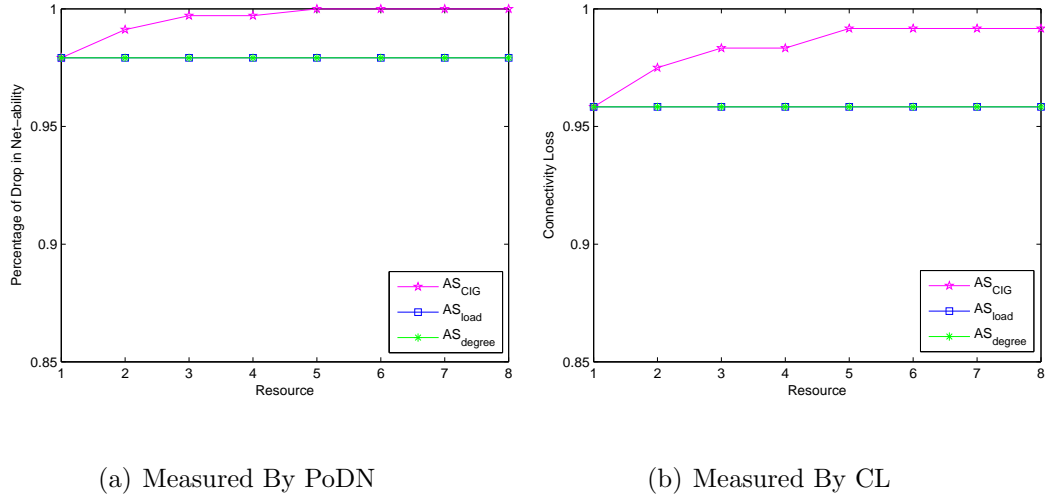 Percentage of Drop in Net−ability
1
0.95
0.9
0.85
1 2 3 4 5 6 7 8
Resource
AS_CIG
AS_load
AS_degree
(a) Measured By PoDN
Connectivity Loss
1
0.95
0.9
0.85
1 2 3 4 5 6 7 8
Resource
AS_CIG
AS_load
AS_degree
(b) Measured By CL